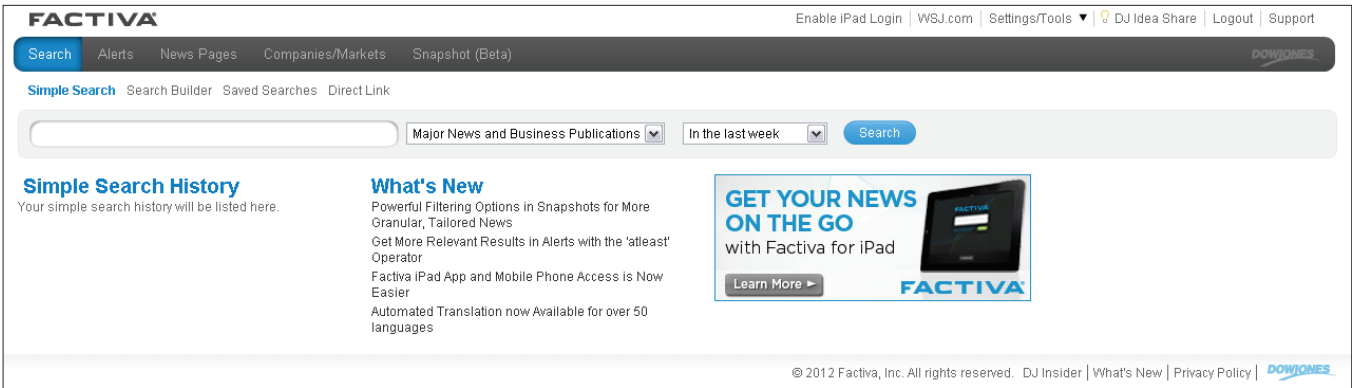 FACTIVA
Enable iPad Login | WSJ.com | Settings/Tools ▼ | DJ Idea Share | Logout | Support
Search Alerts News Pages Companies/Markets Snapshot (Beta)
DOWJONES
Simple Search Search Builder Saved Searches Direct Link
Major News and Business Publications In the last week Search
Simple Search History
Your simple search history will be listed here.
What's New
Powerful Filtering Options in Snapshots for More
Granular, Tailored News
Get More Relevant Results in Alerts with the 'atleast'
Operator
Factiva iPad App and Mobile Phone Access is Now
Easier
Automated Translation now Available for over 50
languages
GET YOUR NEWS
ON THE GO
with Factiva for iPad
Learn More ►
FACTIVA
FACTIVA
© 2012 Factiva, Inc. All rights reserved. DJ Insider | What's New | Privacy Policy | DOWJONES